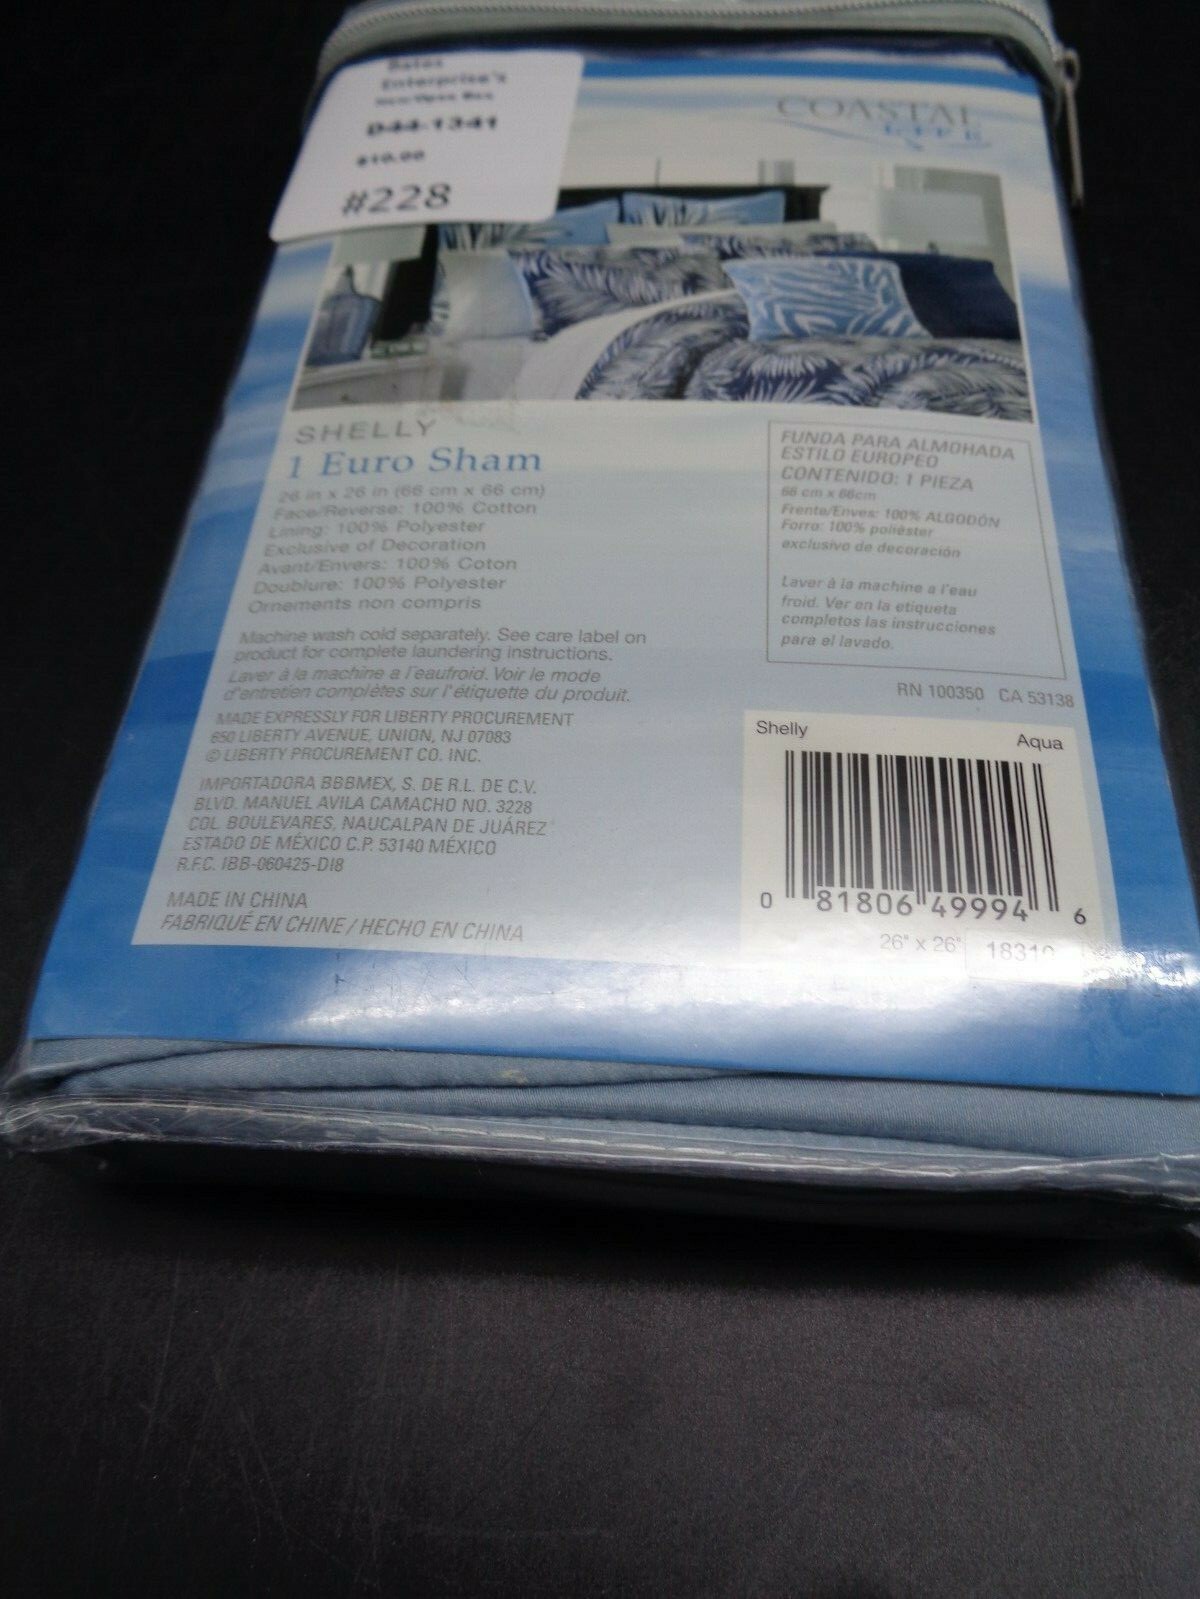 Enterprise's
D44-1341
$10.00
#228
COASTAL
LIFE
SHELLY
1 Euro Sham
26 in x 26 in (66 cm x 66 cm)
Face/Reverse: 100% Cotton
Lining: 100% Polyester
Exclusive of Decoration
Avant/Envers: 100% Coton
Doublure: 100% Polyester
Ornements non compris
Machine wash cold separately. See care label on
product for complete laundering instructions.
Laver à la machine a l'eaufroid. Voir le mode
d'entretien complètes sur l'étiquette du produit.
MADE EXPRESSLY FOR LIBERTY PROCUREMENT
650 LIBERTY AVENUE, UNION, NJ 07083
© LIBERTY PROCUREMENT CO. INC.
IMPORTADORA BBBMEX, S. DE R.L. DE C.V.
BLVD. MANUEL AVILA CAMACHO NO. 3228
COL. BOULEVARES, NAUCALPAN DE JUÁREZ
ESTADO DE MÉXICO C.P. 53140 MÉXICO
R.F.C. IBB-060425-DI8
MADE IN CHINA
FABRIQUÉ EN CHINE / HECHO EN CHINA
FUNDA PARA ALMOHADA
ESTILO EUROPEO
CONTENIDO: 1 PIEZA
66 cm x 66cm
Frente/Enves: 100% ALGODÓN
Forro: 100% poliéster
exclusivo de decoración
Laver à la machine a l'eau
froid. Ver en la etiqueta
completos las instrucciones
para el lavado.
RN 100350 CA 53138
Shelly
Aqua
0 81806 49994 6
26" x 26"